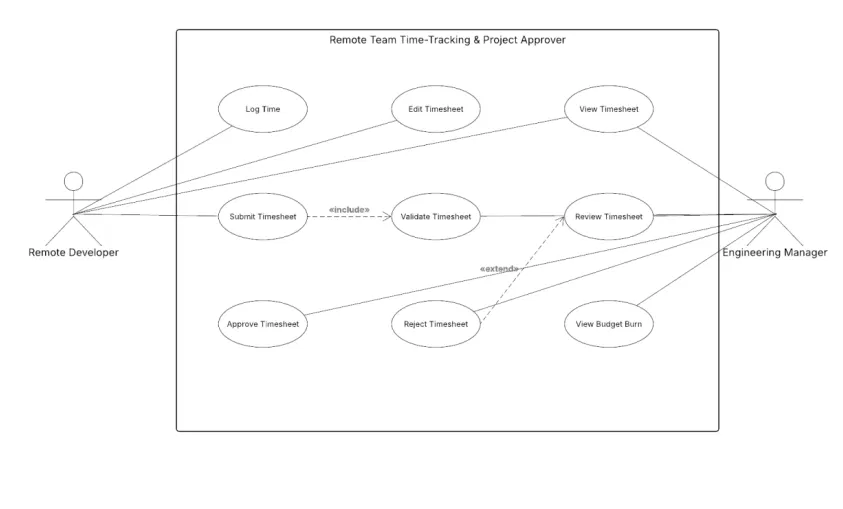 Remote Team Time-Tracking & Project Approver
Log Time
Edit Timesheet
View Timesheet
«include»
Submit Timesheet
Validate Timesheet
Review Timesheet
Remote Developer
Engineering Manager
«extend»
Approve Timesheet
Reject Timesheet
View Budget Burn